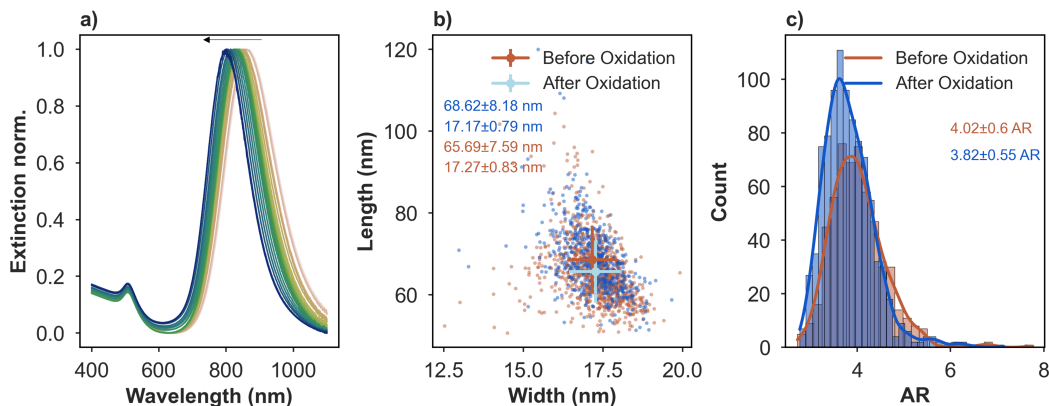 a)
Extinction norm.
1.0
0.8
0.6
0.4
0.2
0.0
400
600
800
1000
Wavelength (nm)
b)
Length (nm)
120
100
80
60
12.5
15.0
17.5
20.0
Width (nm)
Before Oxidation
After Oxidation
68.62±8.18 nm
17.17±0.79 nm
65.69±7.59 nm
17.27±0.83 nm
c)
Count
100
80
60
40
20
0
4
6
8
AR
Before Oxidation
After Oxidation
4.02±0.6 AR
3.82±0.55 AR